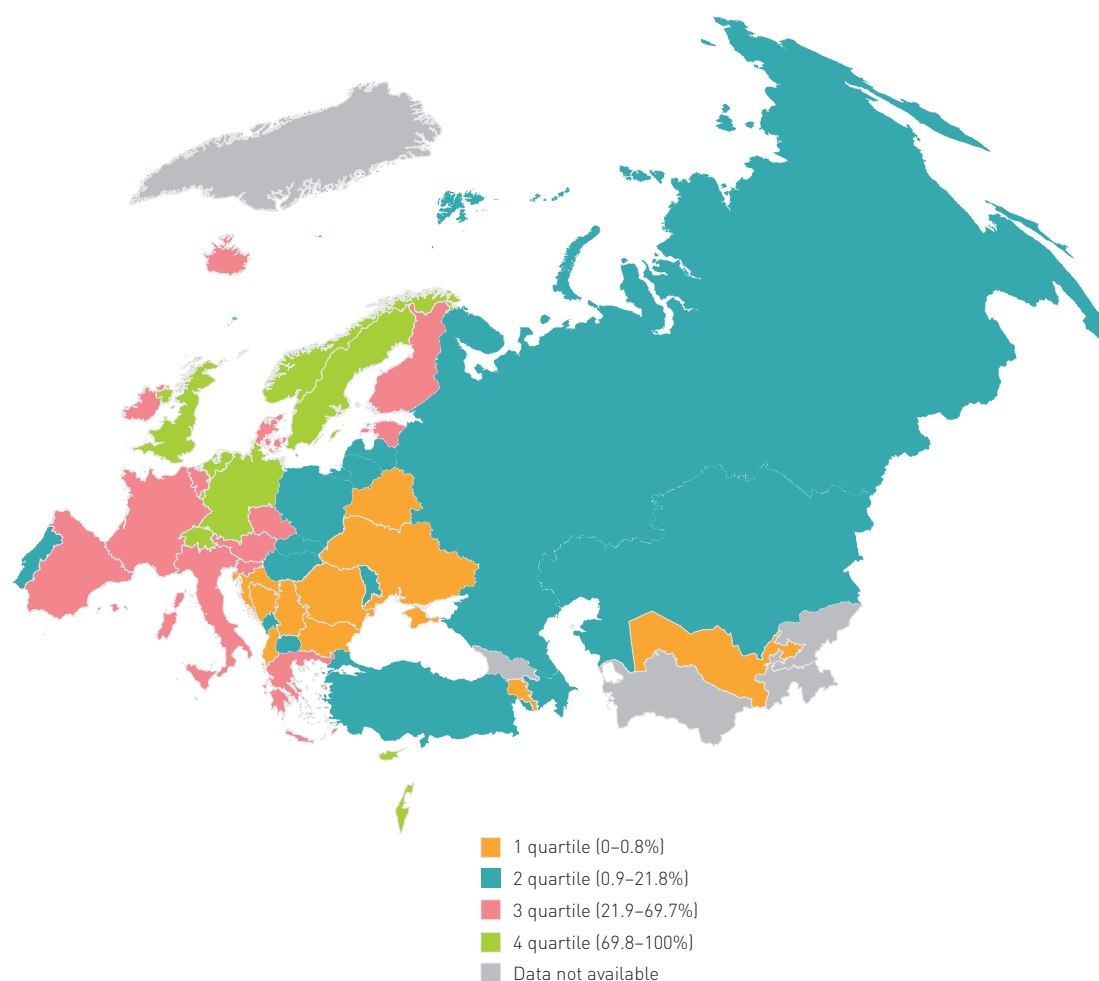 1 quartile (0–0.8%)
2 quartile (0.9–21.8%)
3 quartile (21.9–69.7%)
4 quartile (69.8–100%)
Data not available